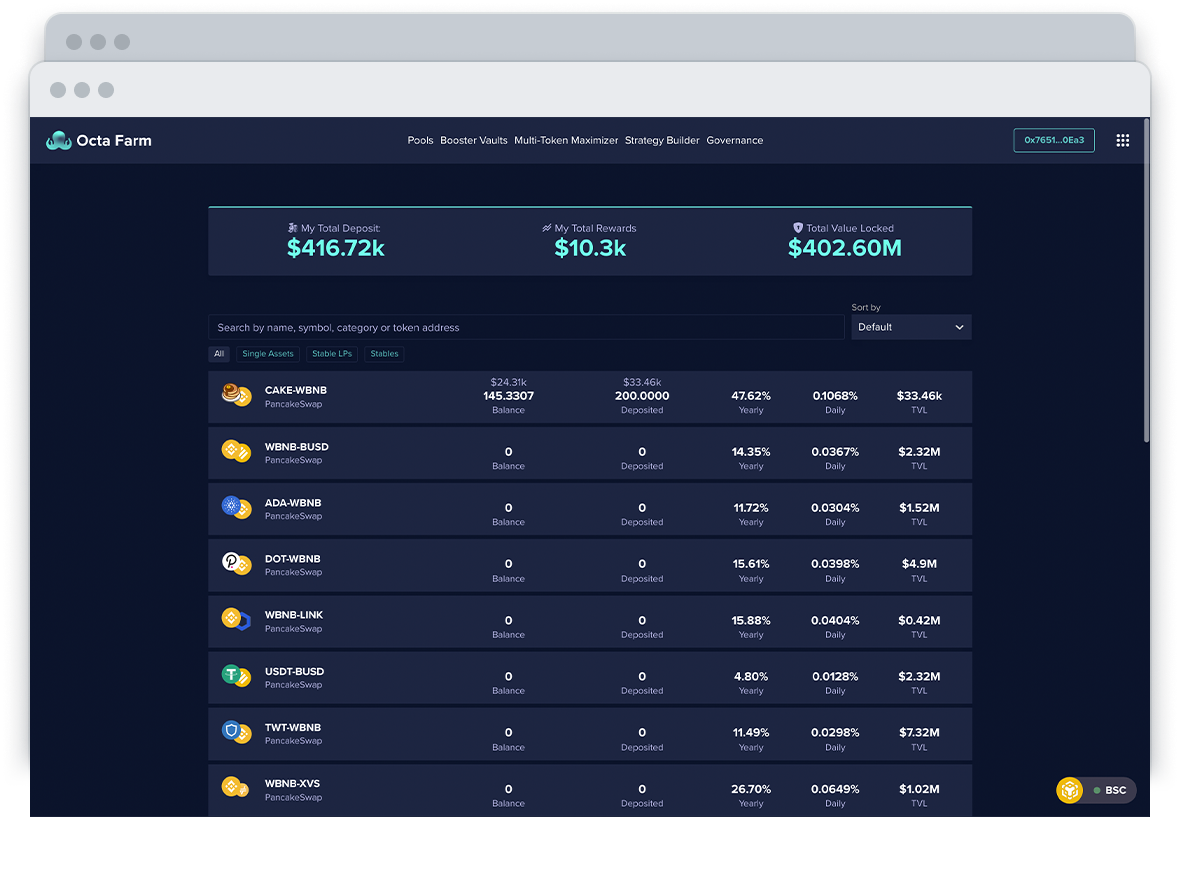 Octa Farm
Pools Booster Vaults Multi-Token Maximizer Strategy Builder Governance
0x7651...0Ea3
My Total Deposit: My Total Rewards Total Value Locked
$416.72k $10.3k $402.60M
Sort by
Search by name, symbol, category or token address
Default
All Single Assets Stable LPs Stables
$24.31k $33.46k
CAKE-WBNB 145.3307 200.0000 47.62% 0.1068% $33.46k
PancakeSwap Balance Deposited Yearly Daily TVL
WBNB-BUSD 0 0 14.35% 0.0367% $2.32M
PancakeSwap Balance Deposited Yearly Daily TVL
ADA-WBNB 0 0 11.72% 0.0304% $1.52M
PancakeSwap Balance Deposited Yearly Daily TVL
DOT-WBNB 0 0 15.61% 0.0398% $4.9M
PancakeSwap Balance Deposited Yearly Daily TVL
WBNB-LINK 0 0 15.88% 0.0404% $0.42M
PancakeSwap Balance Deposited Yearly Daily TVL
USDT-BUSD 0 0 4.80% 0.0128% $2.32M
PancakeSwap Balance Deposited Yearly Daily TVL
TWT-WBNB 0 0 11.49% 0.0298% $7.32M
PancakeSwap Balance Deposited Yearly Daily TVL
WBNB-XVS 0 0 26.70% 0.0649% $1.02M
PancakeSwap Balance Deposited Yearly Daily TVL
BSC